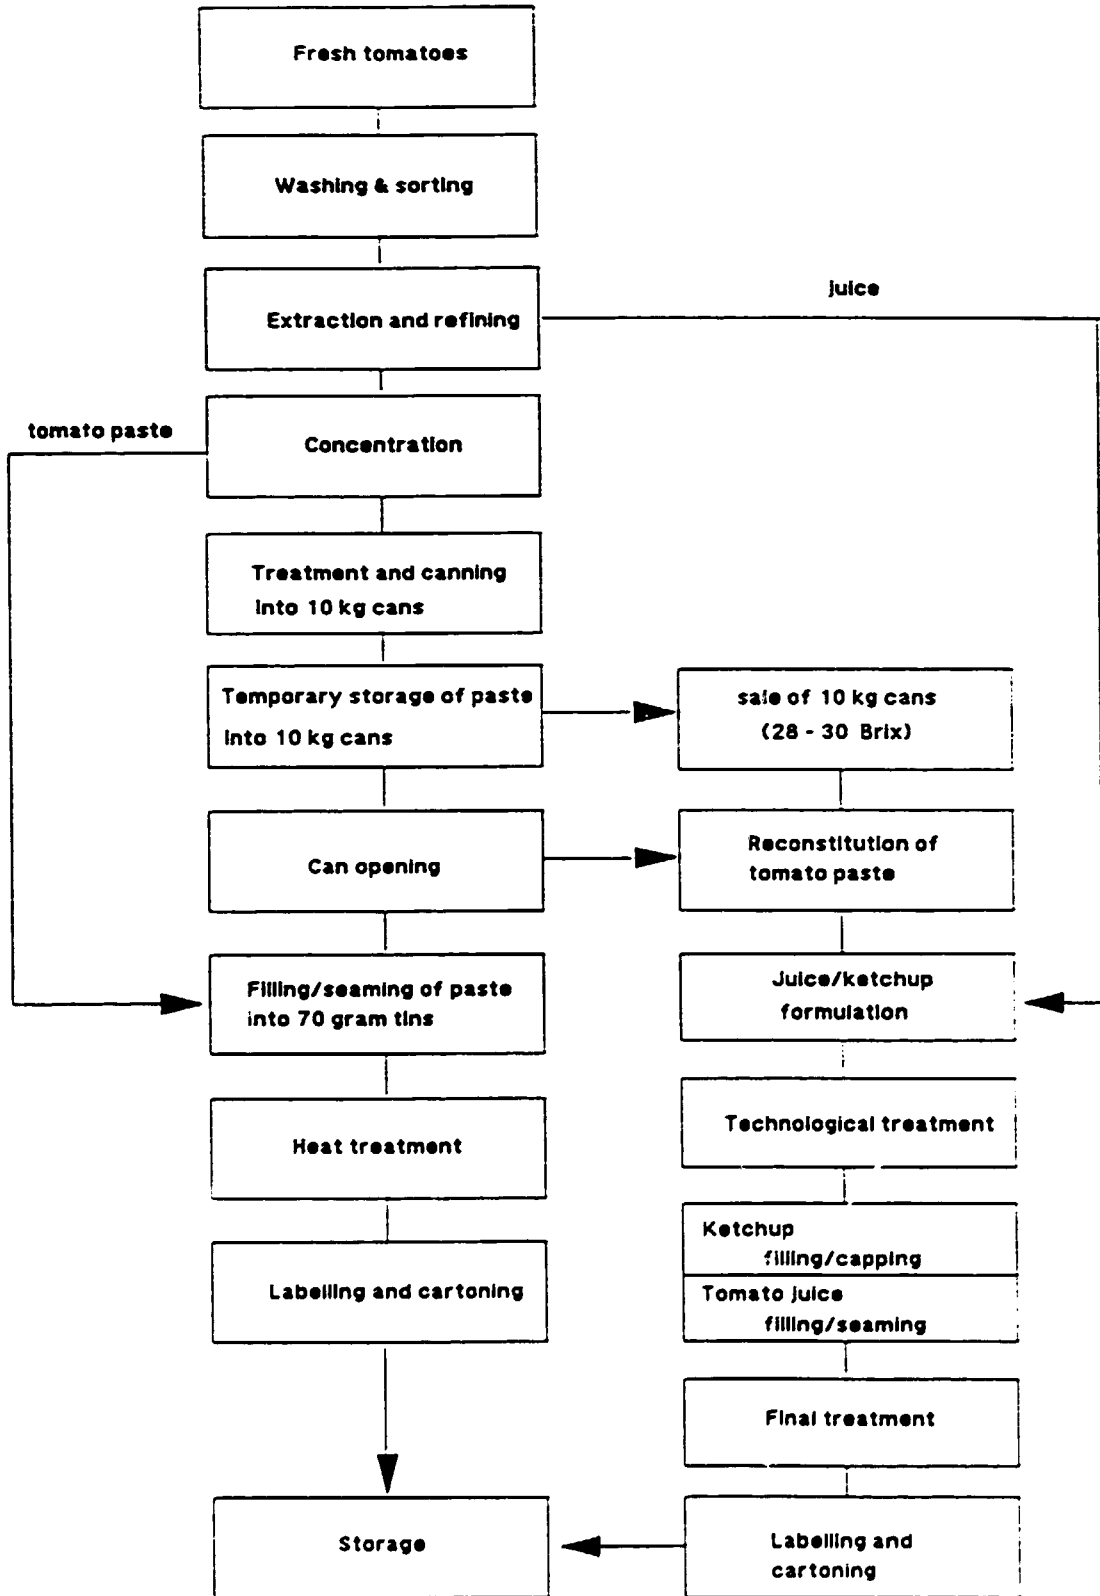 Fresh tomatoes
Washing & sorting
Extraction and refining
juice
tomato paste
Concentration
Treatment and canning
into 10 kg cans
Temporary storage of paste
into 10 kg cans
sale of 10 kg cans
(28 - 30 Brix)
Can opening
Reconstitution of
tomato paste
Filling/seaming of paste
into 70 gram tins
Juice/ketchup
formulation
Heat treatment
Technological treatment
Ketchup
filling/capping
Tomato juice
filling/seaming
Labelling and cartoning
Final treatment
Storage
Labelling and
cartoning